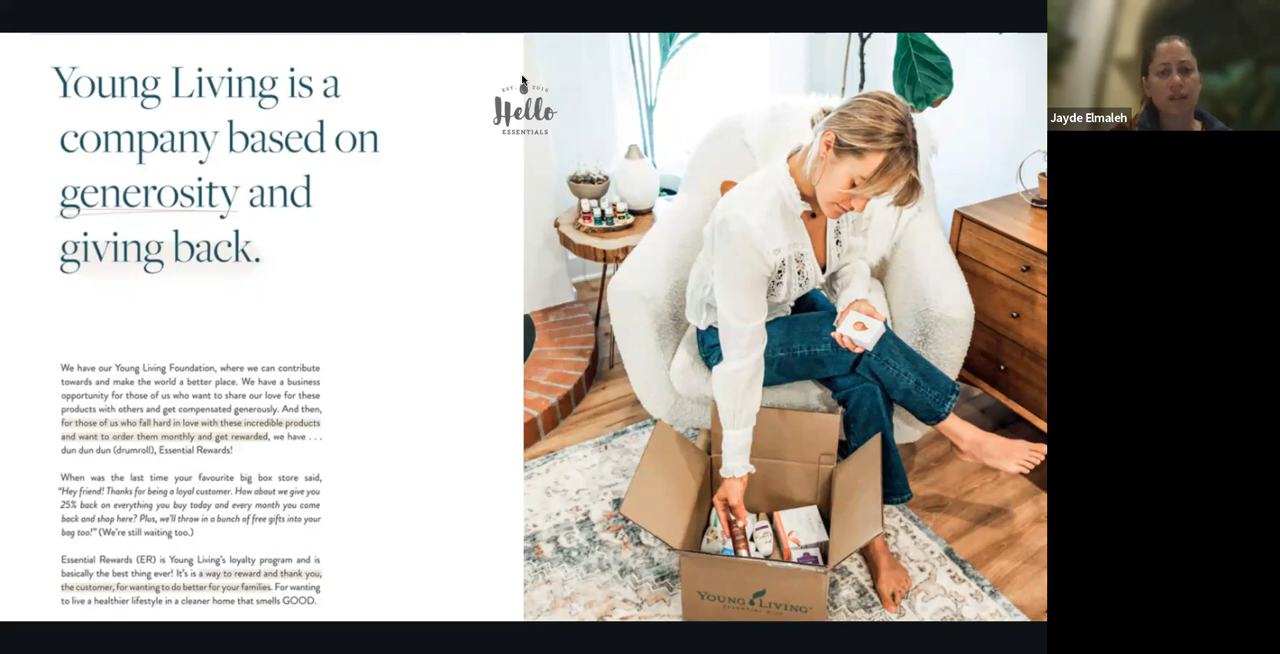 Young Living is a
company based on
generosity and
giving back.
EST. 2018
Hello
ESSENTIALS
Jayde Elmaleh
We have our Young Living Foundation, where we can contribute
towards and make the world a better place. We have a business
opportunity for those of us who want to share our love for these
products with others and get compensated generously. And then,
for those of us who fall hard in love with these incredible products
and want to order them monthly and get rewarded, we have . . .
dun dun dun (drumroll), Essential Rewards!
When was the last time your favourite big box store said,
“Hey friend! Thanks for being a loyal customer. How about we give you
25% back on everything you buy today and every month you come
back and shop here? Plus, we’ll throw in a bunch of free gifts into your
bag too!” (We’re still waiting too.)
Essential Rewards (ER) is Young Living’s loyalty program and is
basically the best thing ever! It’s is a way to reward and thank you,
the customer, for wanting to do better for your families. For wanting
to live a healthier lifestyle in a cleaner home that smells GOOD.
YOUNG LIVING